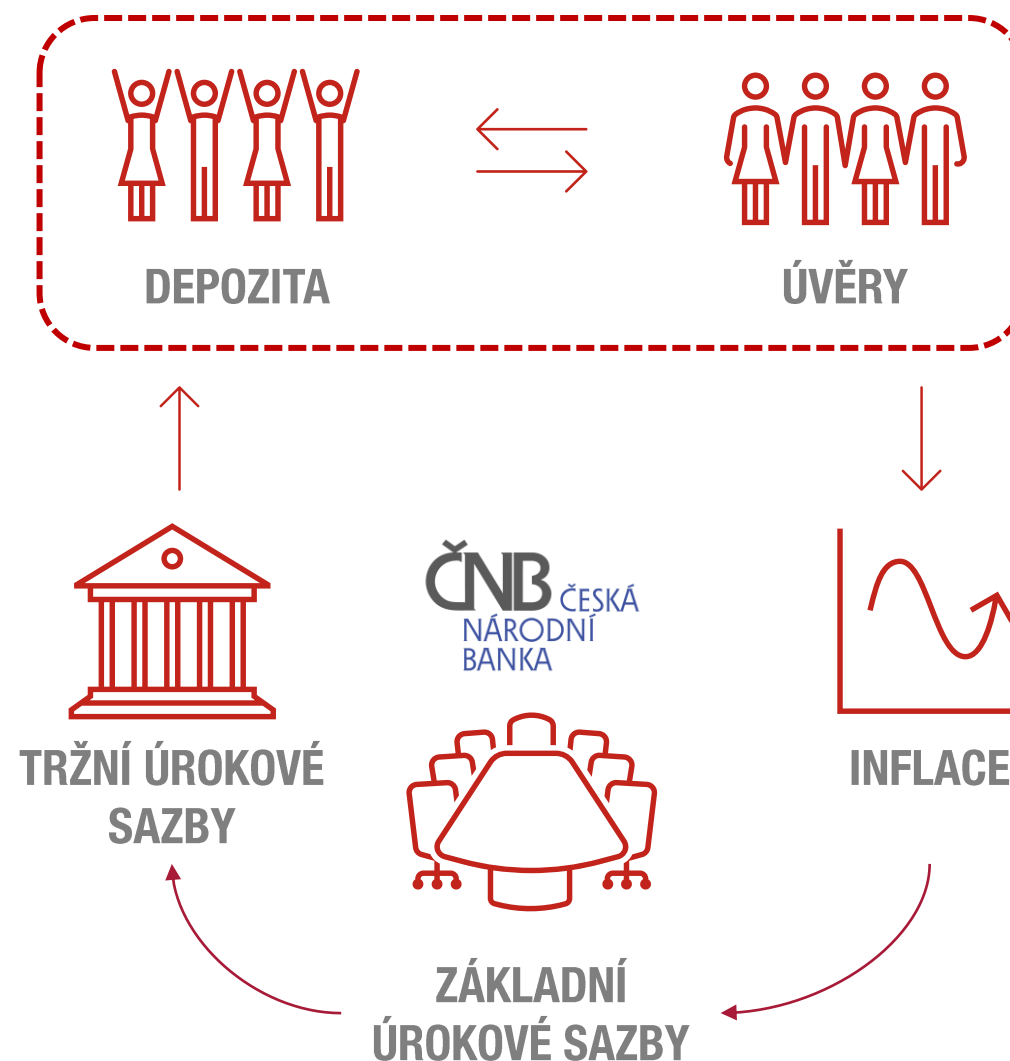 DEPOZITA
ÚVĚRY
ČNB ČESKÁ
NÁRODNÍ
BANKA
TRŽNÍ ÚROKOVÉ
SAZBY
INFLACE
ZÁKLADNÍ
ÚROKOVÉ SAZBY